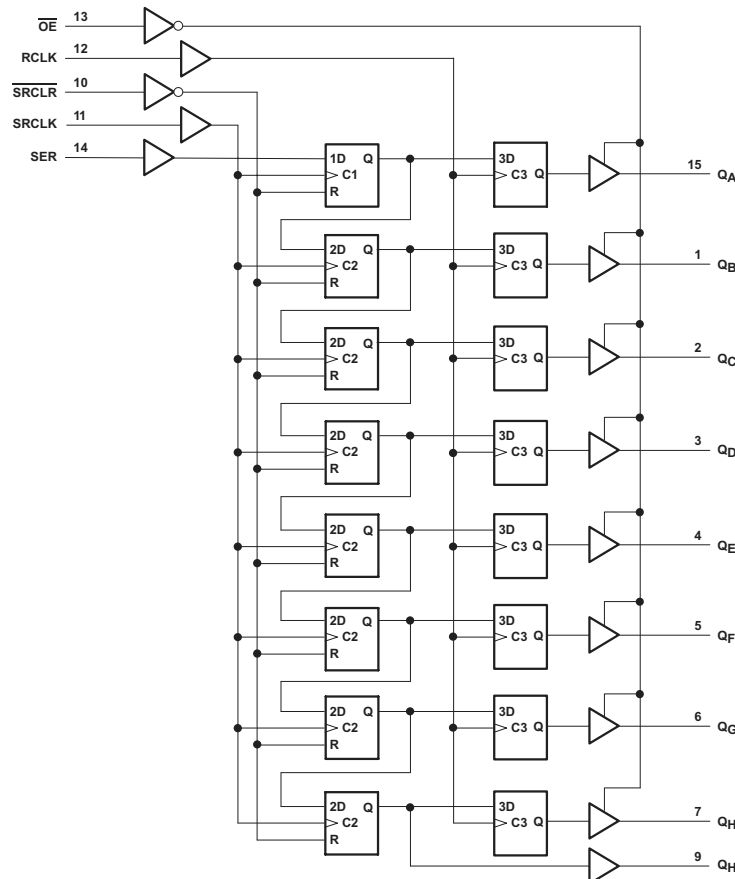 OE 13
RCLK 12
SRCLR 10
SRCLK 11
SER 14
1D Q
C1
R
3D
C3 Q
15 QA
2D Q
C2
R
3D
C3 Q
1 QB
2D Q
C2
R
3D
C3 Q
2 QC
2D Q
C2
R
3D
C3 Q
3 QD
2D Q
C2
R
3D
C3 Q
4 QE
2D Q
C2
R
3D
C3 Q
5 QF
2D Q
C2
R
3D
C3 Q
6 QG
2D Q
C2
R
3D
C3 Q
7 QH
9 QH